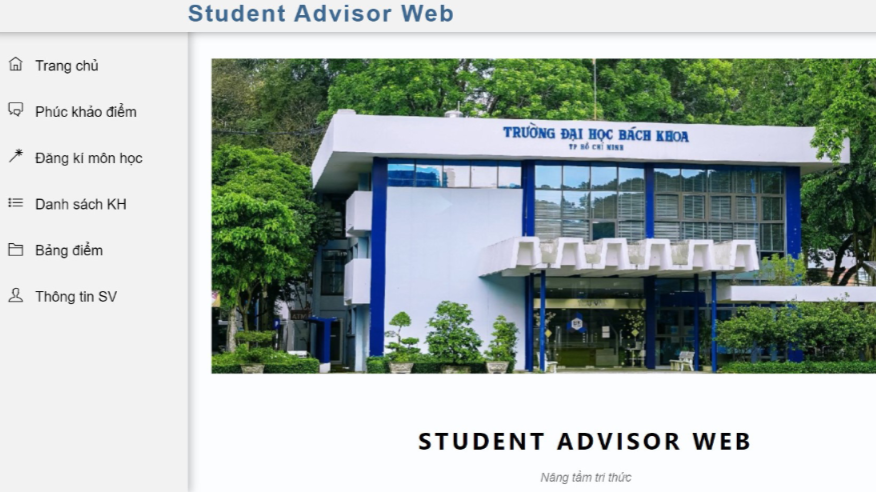 Student Advisor Web
Trang chủ
Phúc khảo điểm
Đăng kí môn học
Danh sách KH
Bảng điểm
Thông tin SV
TRƯỜNG ĐẠI HỌC BÁCH KHOA
TP HỒ CHÍ MINH
STUDENT ADVISOR WEB
Nâng tầm tri thức